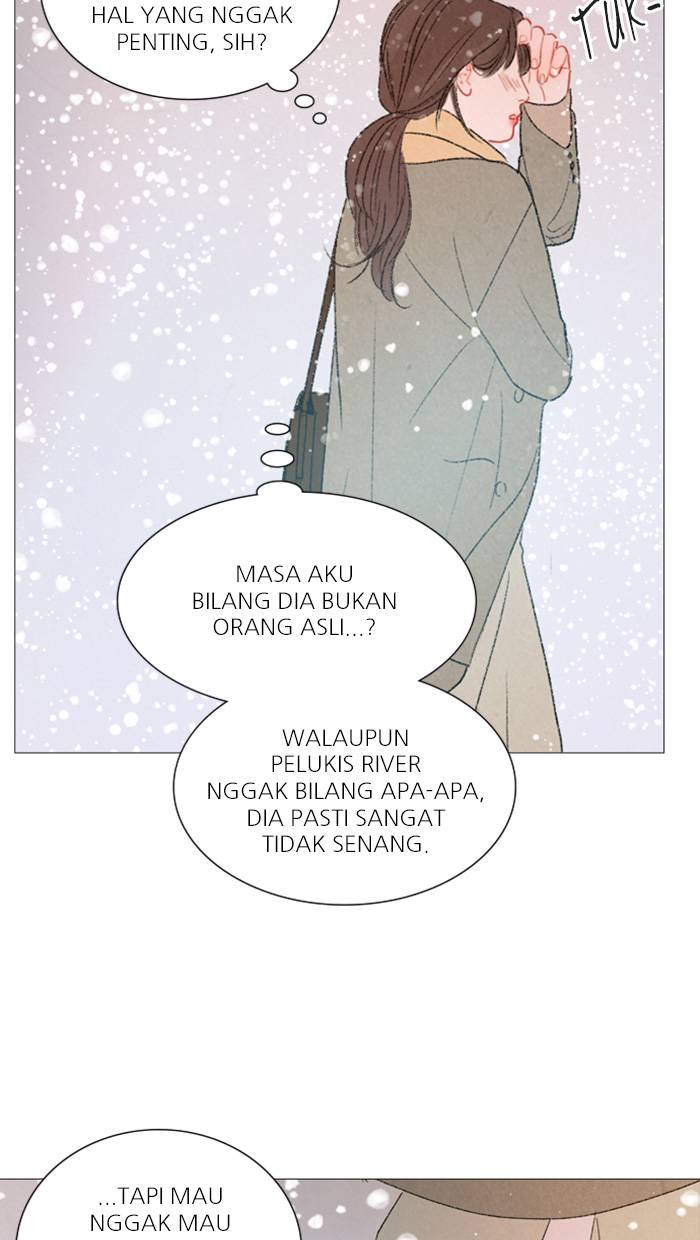 HAL YANG NGGAK
PENTING, SIH?
TUK-
MASA AKU
BILANG DIA BUKAN
ORANG ASLI...?
WALAUPUN
PELUKIS RIVER
NGGAK BILANG APA-APA,
DIA PASTI SANGAT
TIDAK SENANG.
...TAPI MAU
NGGAK MAU